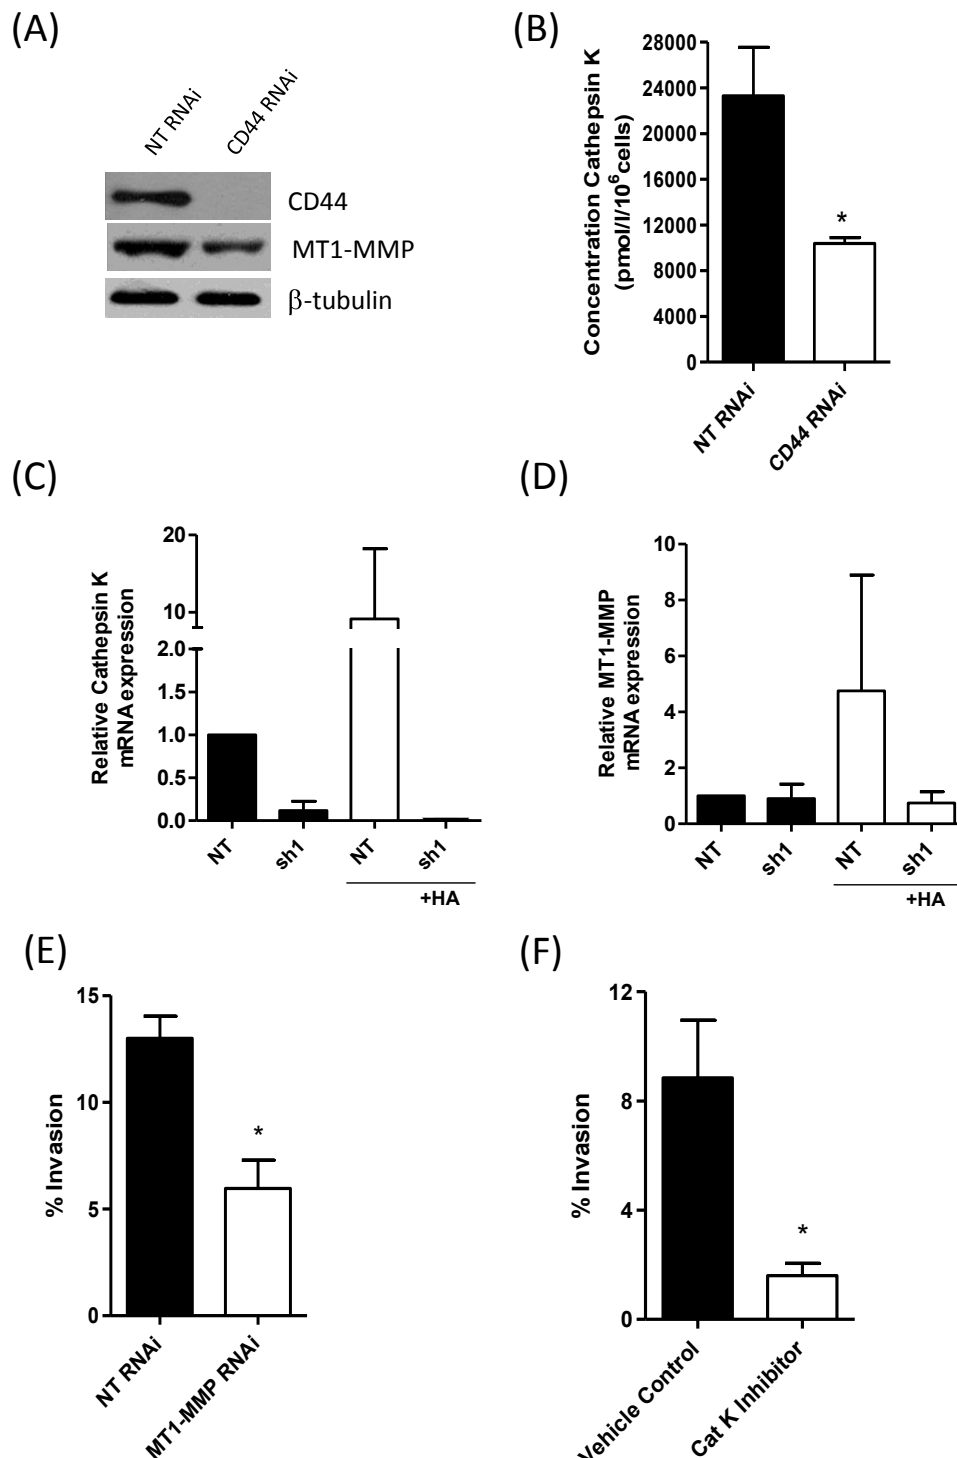 (A)
NT RNAi
CD44 RNAi
CD44
MT1-MMP
β-tubulin
(B)
Concentration Cathepsin K
(pmol/l/10⁶cells)
28000
24000
20000
16000
12000
8000
4000
0
*
NT RNAi
CD44 RNAi
(C)
Relative Cathepsin K
mRNA expression
20
10
2.0
1.5
1.0
0.5
0.0
NT
sh1
NT
sh1
+HA
(D)
Relative MT1-MMP
mRNA expression
10
8
6
4
2
0
NT
sh1
NT
sh1
+HA
(E)
% Invasion
15
10
5
0
*
NT RNAi
MT1-MMP RNAi
(F)
% Invasion
12
8
4
0
*
Vehicle Control
Cat K Inhibitor